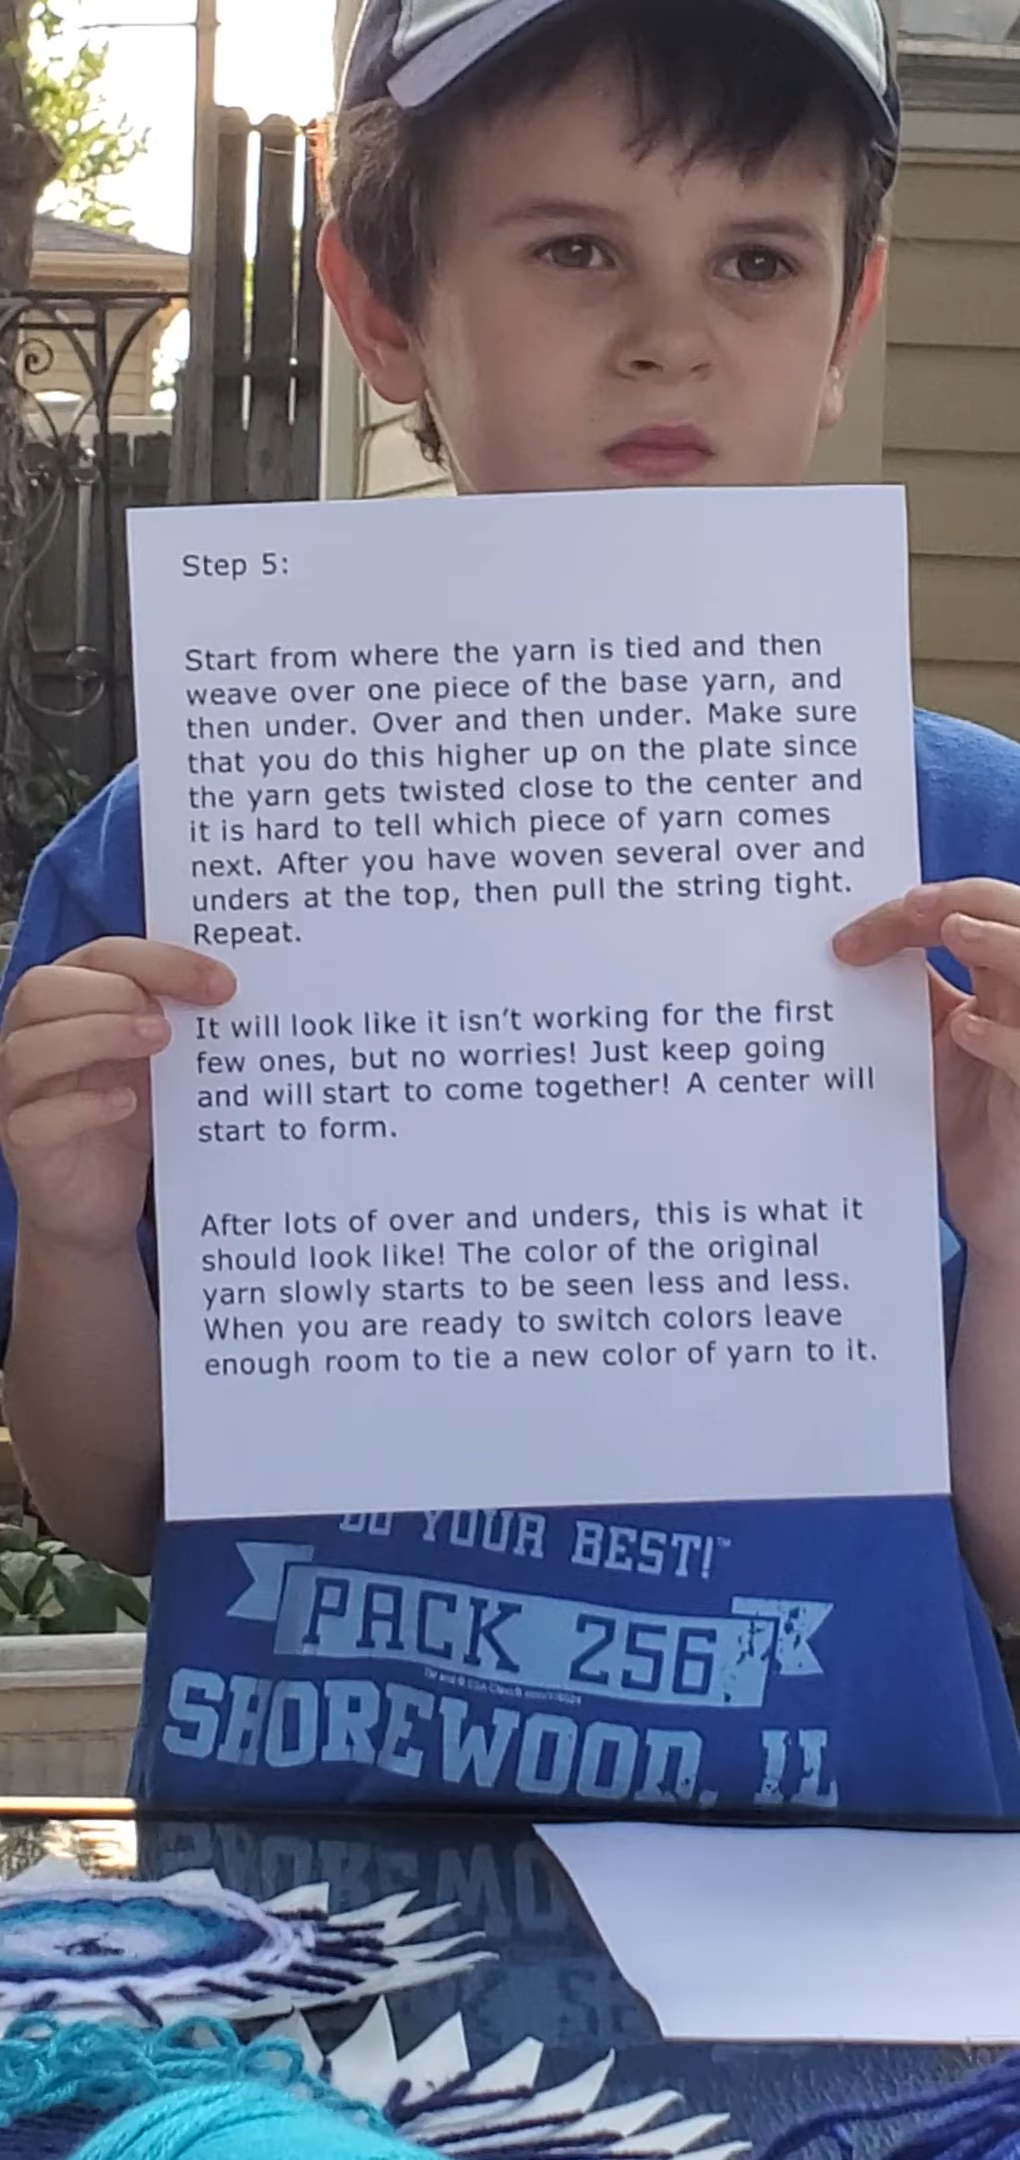 Step 5:
Start from where the yarn is tied and then
weave over one piece of the base yarn, and
then under. Over and then under. Make sure
that you do this higher up on the plate since
the yarn gets twisted close to the center and
it is hard to tell which piece of yarn comes
next. After you have woven several over and
unders at the top, then pull the string tight.
Repeat.
It will look like it isn't working for the first
few ones, but no worries! Just keep going
and will start to come together! A center will
start to form.
After lots of over and unders, this is what it
should look like! The color of the original
yarn slowly starts to be seen less and less.
When you are ready to switch colors leave
enough room to tie a new color of yarn to it.
DO YOUR BEST!™
PACK 256
SHOREWOOD, IL